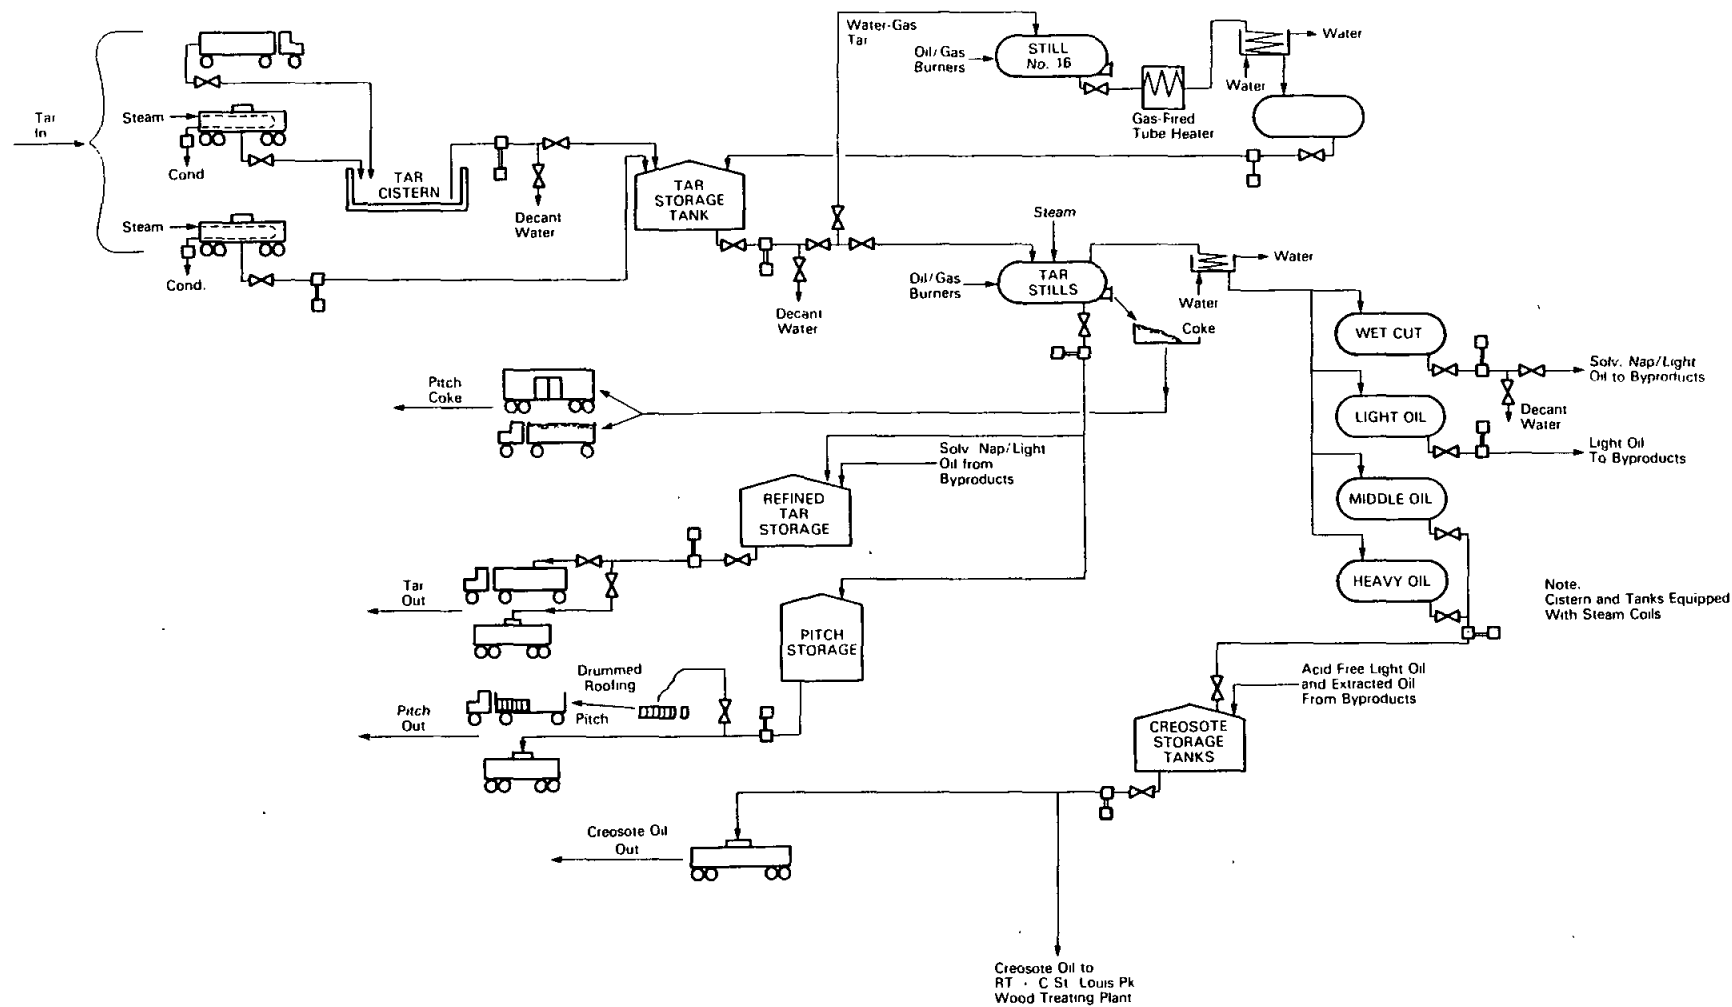 Water-Gas
Tar
Oil/Gas
Burners
STILL
No. 16
Water
Water
Gas-Fired
Tube Heater
Tar
In
Steam
Cond
TAR
CISTERN
Decant
Water
Steam
Cond.
TAR
STORAGE
TANK
Decant
Water
Steam
Oil/Gas
Burners
TAR
STILLS
Water
Water
Coke
WET CUT
Solv. Nap/Light
Oil to Byproducts
Decant
Water
LIGHT OIL
Light Oil
To Byproducts
MIDDLE OIL
HEAVY OIL
Note.
Cistern and Tanks Equipped
With Steam Coils
Pitch
Coke
Solv Nap/Light
Oil from
Byproducts
REFINED
TAR
STORAGE
Tar
Out
PITCH
STORAGE
Drummed
Roofing
Pitch
Pitch
Out
Acid Free Light Oil
and Extracted Oil
From Byproducts
CREOSOTE
STORAGE
TANKS
Creosote Oil
Out
Creosote Oil to
RT · C St Louis Pk
Wood Treating Plant